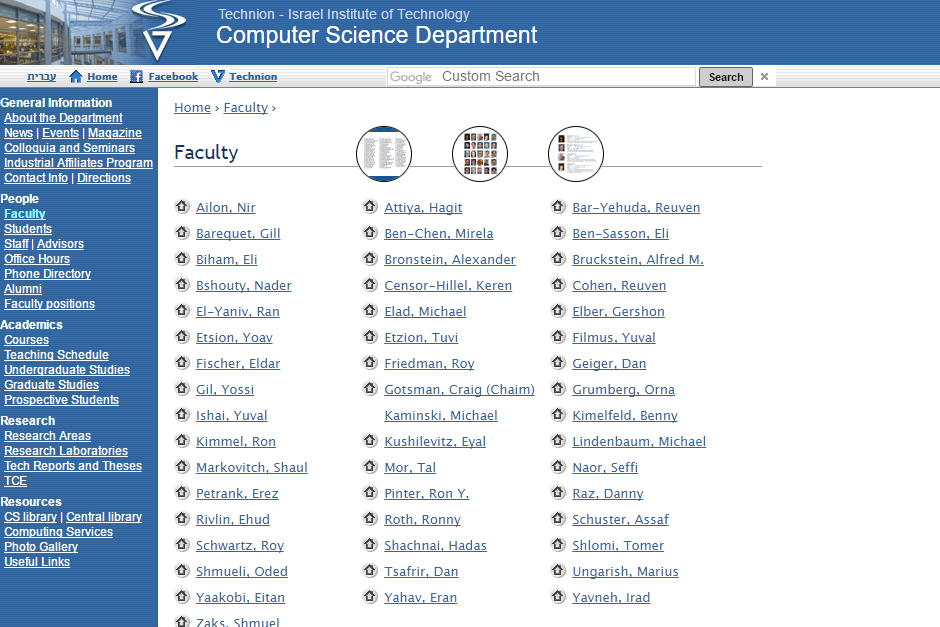 Technion - Israel Institute of Technology
Computer Science Department
עברית Home Facebook Technion Google Custom Search Search ×
General Information
About the Department
News | Events | Magazine
Colloquia and Seminars
Industrial Affiliates Program
Contact Info | Directions
People
Faculty
Students
Staff | Advisors
Office Hours
Phone Directory
Alumni
Faculty positions
Academics
Courses
Teaching Schedule
Undergraduate Studies
Graduate Studies
Prospective Students
Research
Research Areas
Research Laboratories
Tech Reports and Theses
TCE
Resources
CS library | Central library
Computing Services
Photo Gallery
Useful Links
Home › Faculty ›
Faculty
Ailon, Nir Attiya, Hagit Bar-Yehuda, Reuven
Barequet, Gill Ben-Chen, Mirela Ben-Sasson, Eli
Biham, Eli Bronstein, Alexander Bruckstein, Alfred M.
Bshouty, Nader Censor-Hillel, Keren Cohen, Reuven
El-Yaniv, Ran Elad, Michael Elber, Gershon
Etsion, Yoav Etzion, Tuvi Filmus, Yuval
Fischer, Eldar Friedman, Roy Geiger, Dan
Gil, Yossi Gotsman, Craig (Chaim) Grumberg, Orna
Ishai, Yuval Kaminski, Michael Kimelfeld, Benny
Kimmel, Ron Kushilevitz, Eyal Lindenbaum, Michael
Markovitch, Shaul Mor, Tal Naor, Seffi
Petrank, Erez Pinter, Ron Y. Raz, Danny
Rivlin, Ehud Roth, Ronny Schuster, Assaf
Schwartz, Roy Shachnai, Hadas Shlomi, Tomer
Shmueli, Oded Tsafrir, Dan Ungarish, Marius
Yaakobi, Eitan Yahav, Eran Yavneh, Irad
Zaks, Shmuel